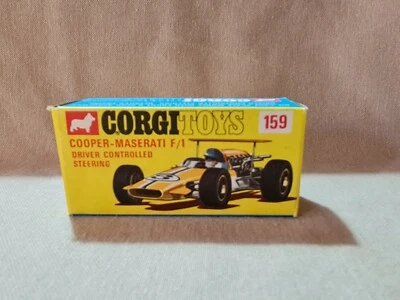 CORGI TOYS
159
COOPER-MASERATI F/1
DRIVER CONTROLLED
STEERING